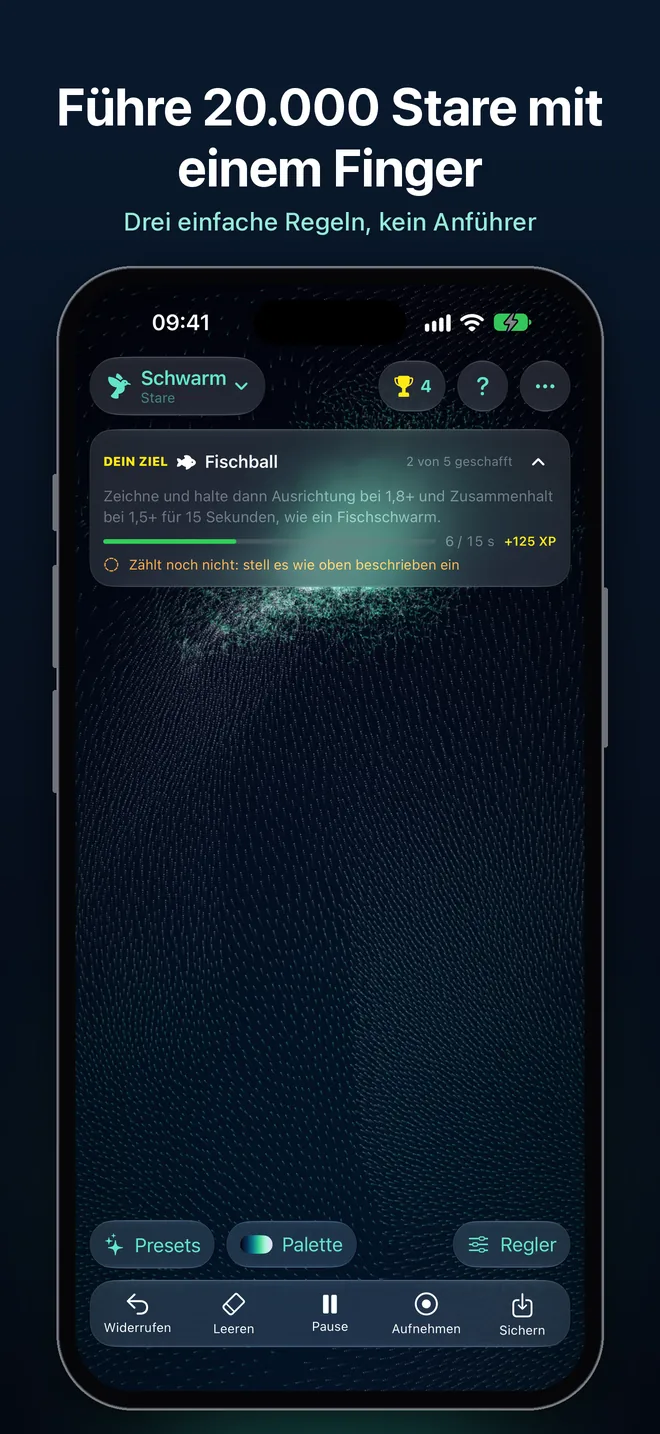 Führe 20.000 Stare mit
einem Finger
Drei einfache Regeln, kein Anführer
09:41
Schwarm
Stare
4
?
DEIN ZIEL Fischball 2 von 5 geschafft
Zeichne und halte dann Ausrichtung bei 1,8+ und Zusammenhalt
bei 1,5+ für 15 Sekunden, wie ein Fischschwarm.
6 / 15 s +125 XP
Zählt noch nicht: stell es wie oben beschrieben ein
Presets
Palette
Regler
Widerrufen
Leeren
Pause
Aufnehmen
Sichern